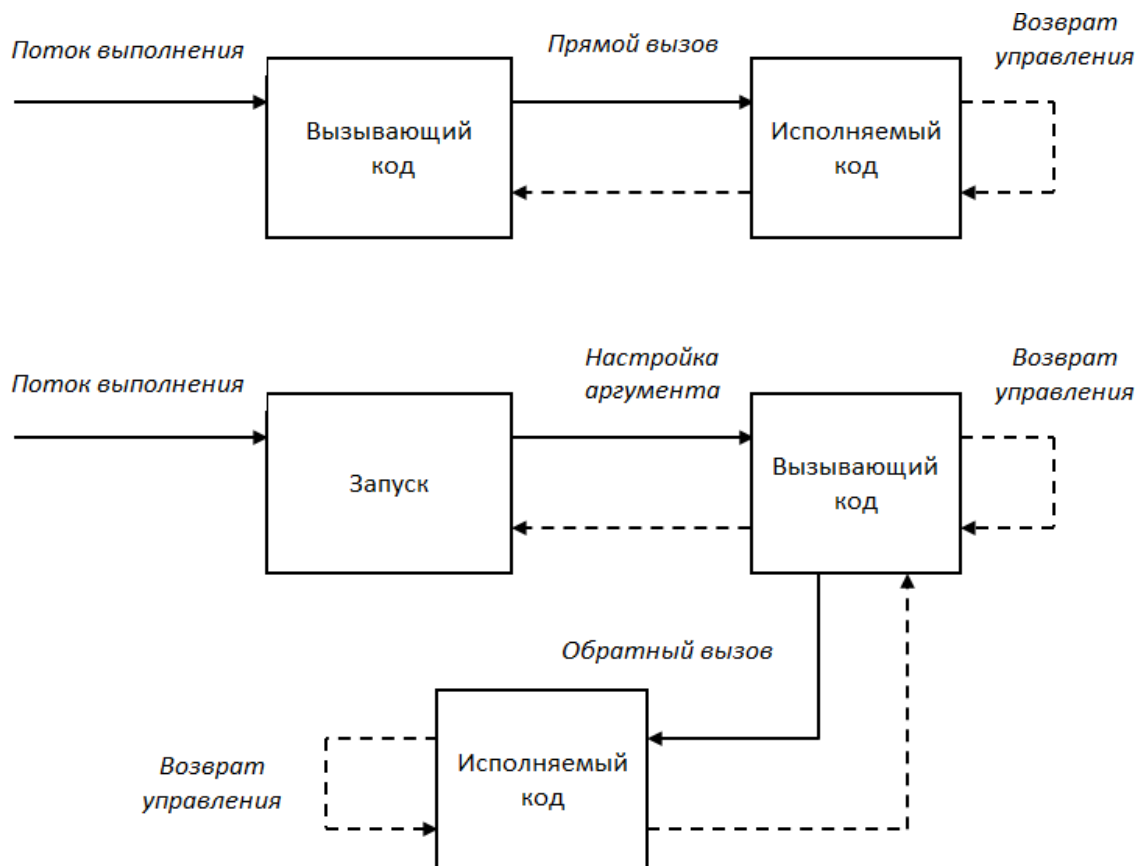 Поток выполнения
Прямой вызов
Возврат
управления
Вызывающий
код
Исполняемый
код
Поток выполнения
Настройка
аргумента
Возврат
управления
Запуск
Вызывающий
код
Обратный вызов
Возврат
управления
Исполняемый
код